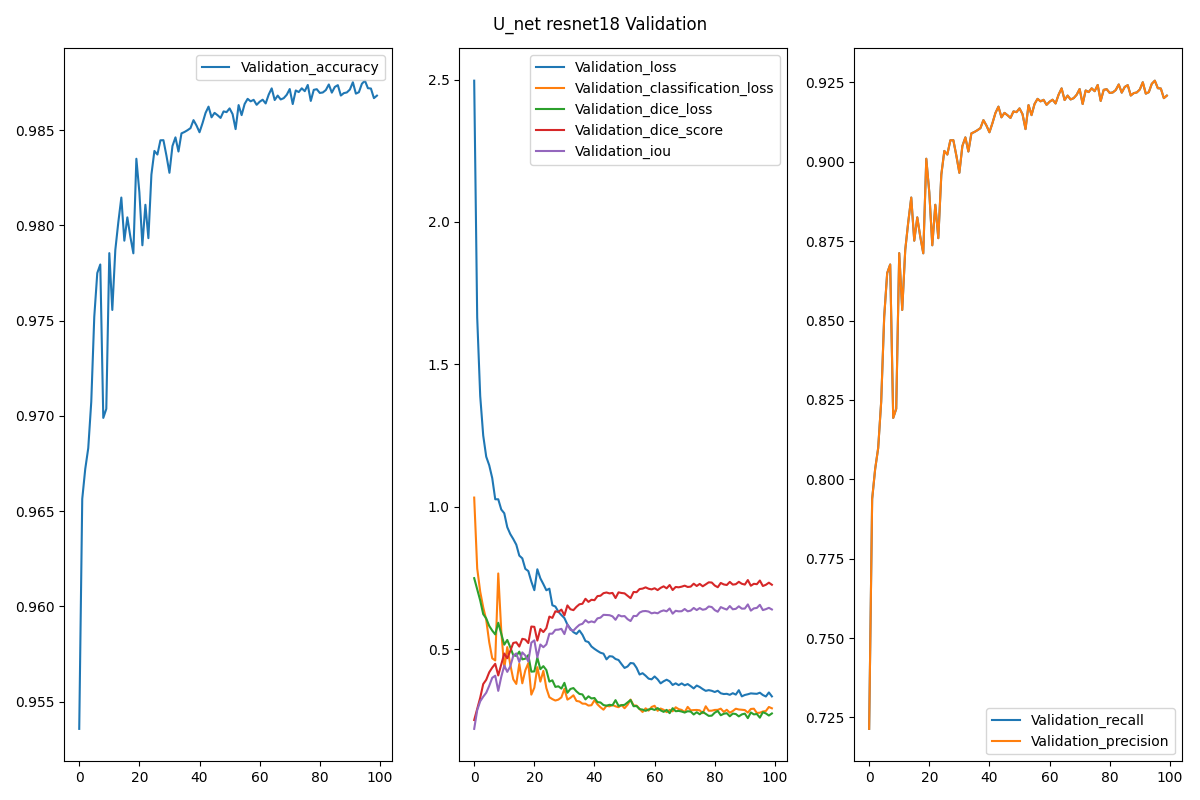 U_net resnet18 Validation
Validation_accuracy
0.985
0.980
0.975
0.970
0.965
0.960
0.955
0 20 40 60 80 100
Validation_loss
Validation_classification_loss
Validation_dice_loss
Validation_dice_score
Validation_iou
2.5
2.0
1.5
1.0
0.5
0 20 40 60 80 100
0.925
0.900
0.875
0.850
0.825
0.800
0.775
0.750
0.725
Validation_recall
Validation_precision
0 20 40 60 80 100